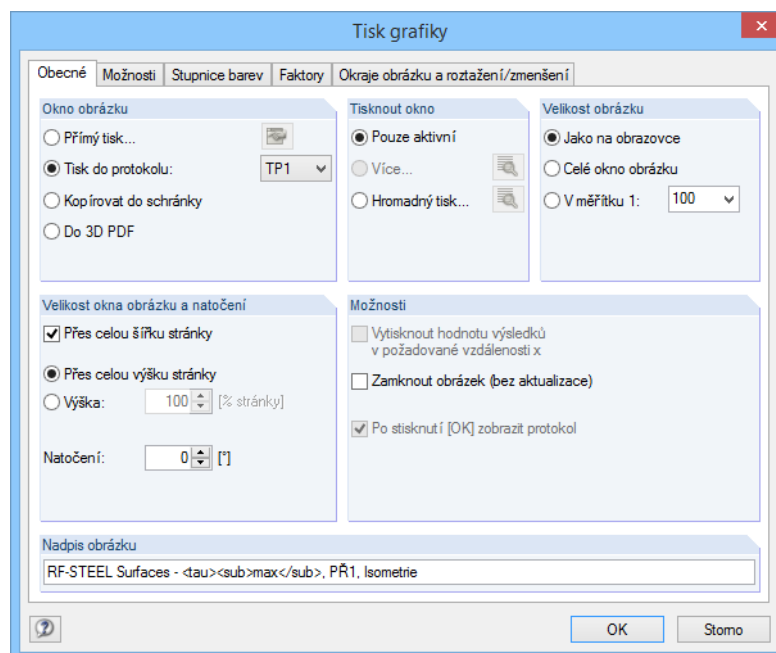 Tisk grafiky
Obecné Možnosti Stupnice barev Faktory Okraje obrázku a roztažení/zmenšení
Okno obrázku
Přímý tisk...
Tisk do protokolu: TP1
Kopírovat do schránky
Do 3D PDF
Tisknout okno
Pouze aktivní
Více...
Hromadný tisk...
Velikost obrázku
Jako na obrazovce
Celé okno obrázku
V měřítku 1: 100
Velikost okna obrázku a natočení
Přes celou šířku stránky
Přes celou výšku stránky
Výška: 100 [% stránky]
Natočení: 0 [°]
Možnosti
Vytisknout hodnotu výsledků
v požadované vzdálenosti x
Zamknout obrázek (bez aktualizace)
Po stisknutí [OK] zobrazit protokol
Nadpis obrázku
RF-STEEL Surfaces - <tau><sub>max</sub>, PŘ1, Isometrie
OK Storno